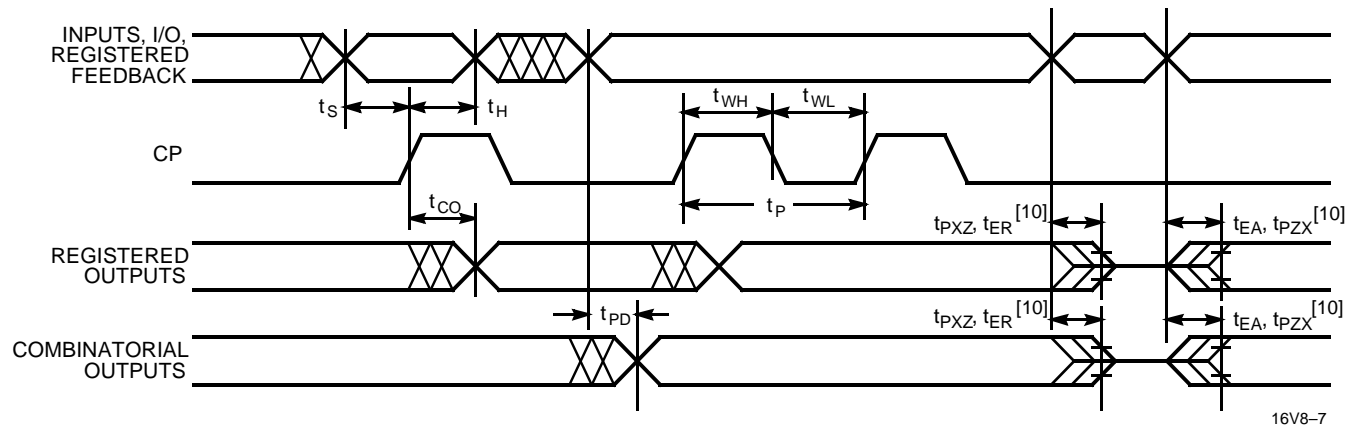 INPUTS, I/O,
REGISTERED
FEEDBACK
tS
tH
tWH
tWL
CP
tCO
tP
tPXZ, tER [10]
tEA, tPZX [10]
REGISTERED
OUTPUTS
tPD
tPXZ, tER [10]
tEA, tPZX [10]
COMBINATORIAL
OUTPUTS
16V8–7